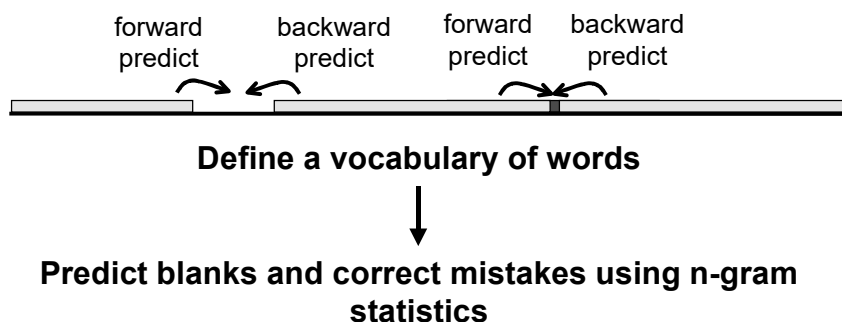 forward
predict
backward
predict
forward
predict
backward
predict
Define a vocabulary of words
Predict blanks and correct mistakes using n-gram
statistics